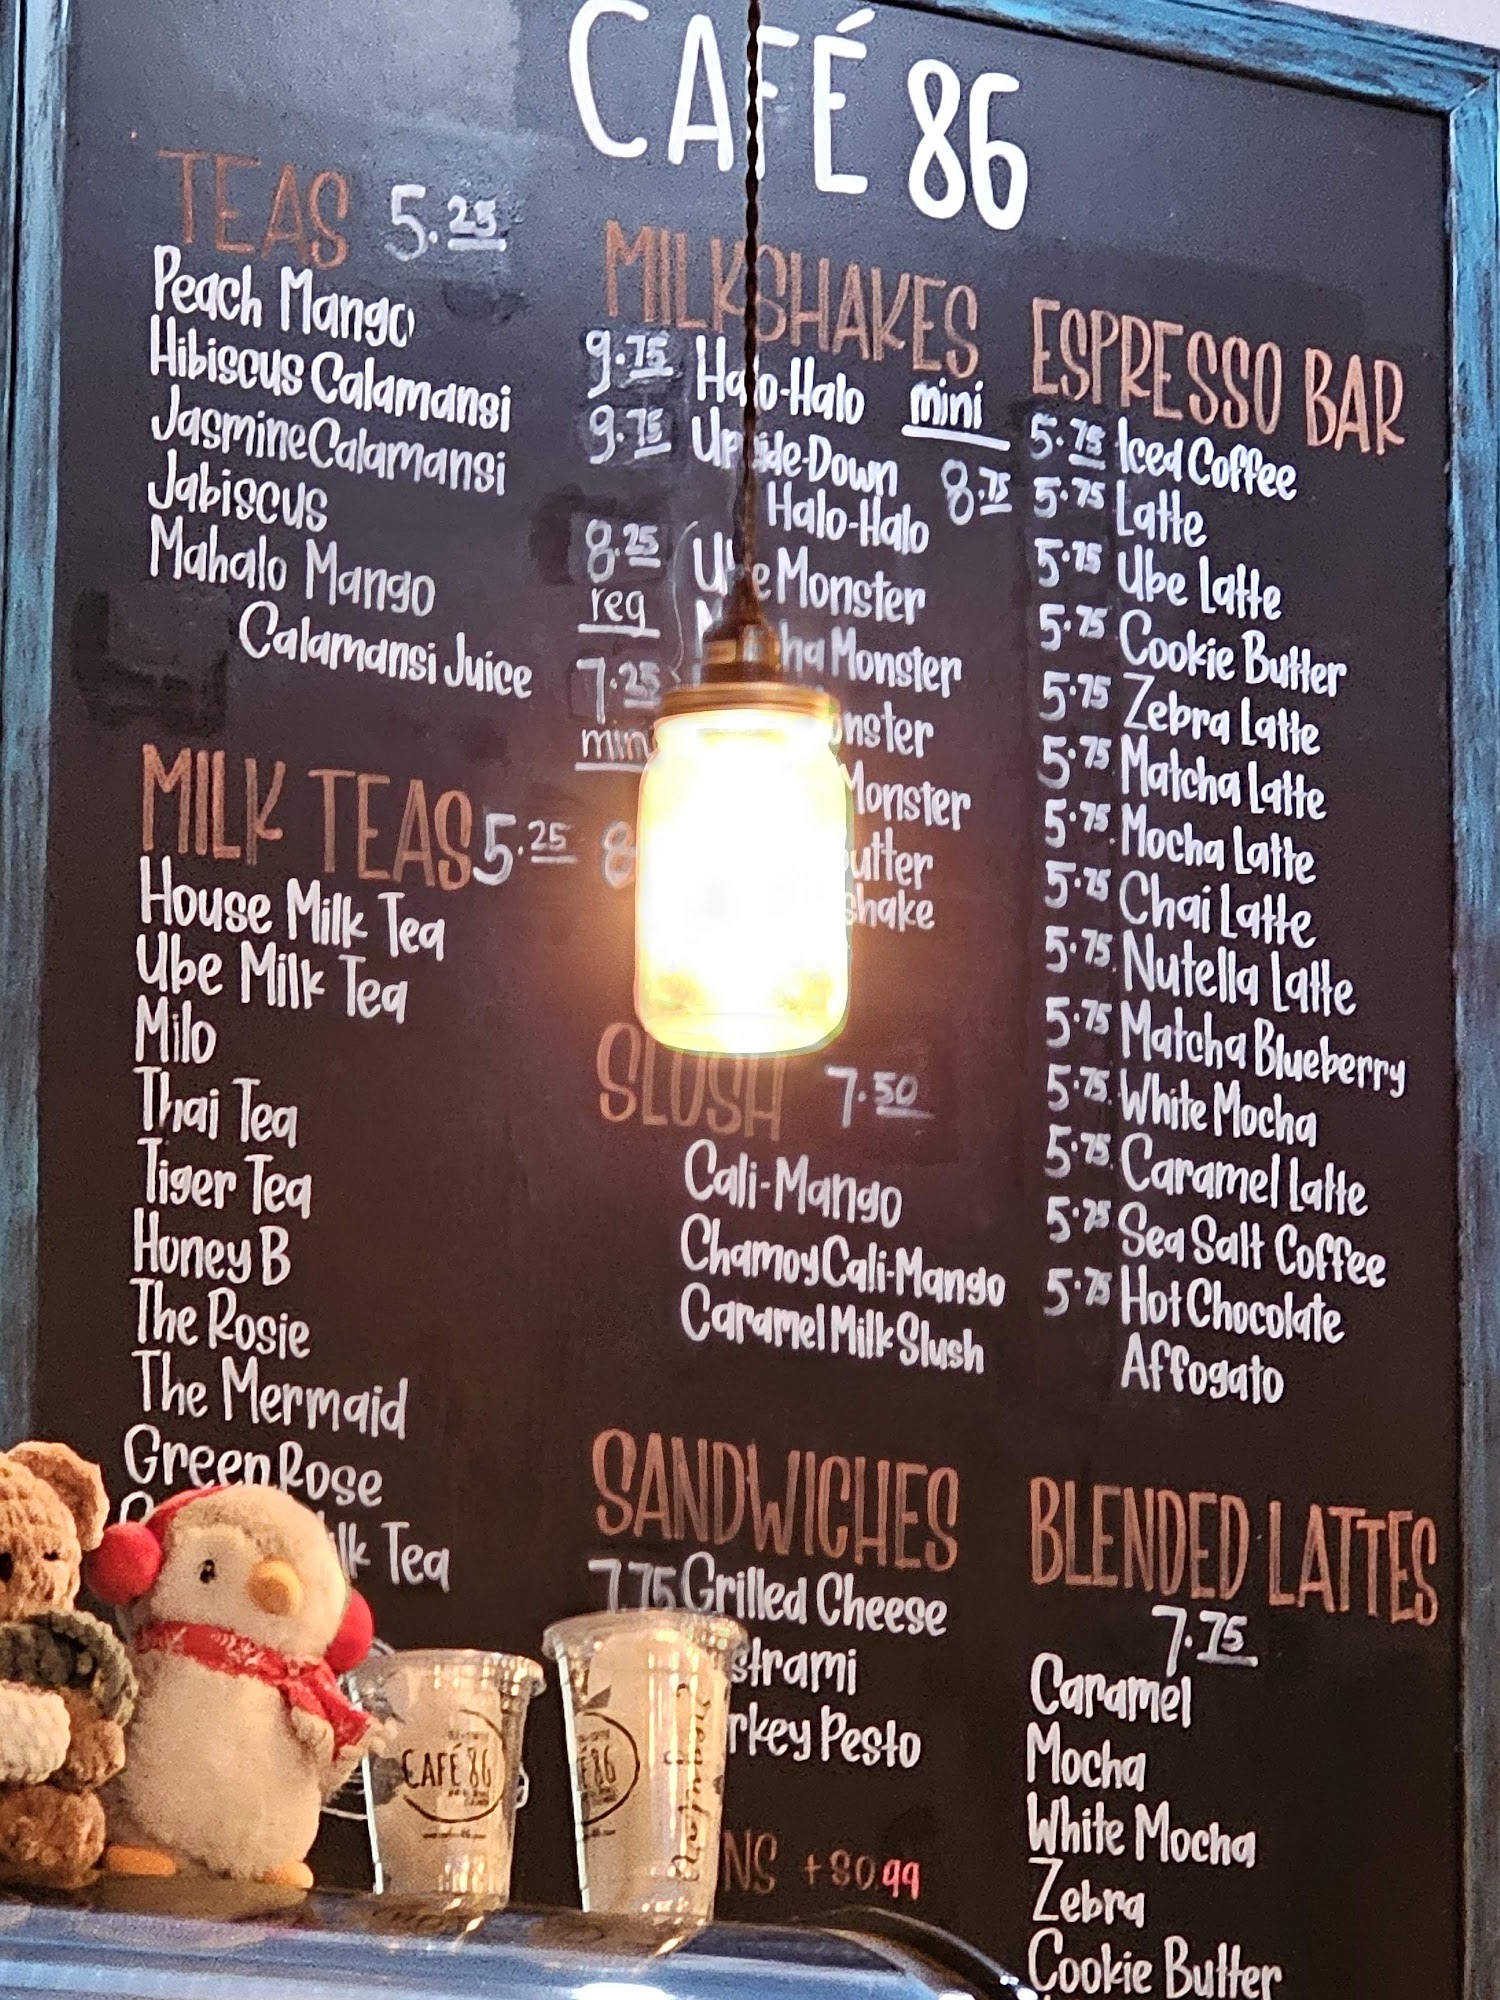 CAFÉ 86
TEAS 5.25
Peach Mango
Hibiscus Calamansi
Jasmine Calamansi
Jabiscus
Mahalo Mango
Calamansi Juice
MILK TEAS 5.25
House Milk Tea
Ube Milk Tea
Milo
Thai Tea
Tiger Tea
Honey B
The Rosie
The Mermaid
Green Rose
Tea
MILKSHAKES
9.75 Halo-Halo mini
9.75 Upside-Down 8.75
Halo-Halo
8.25 Ube Monster
reg
Monster
7.25
mini
Monster
Monster
SLUSH 7.50
Cali-Mango
Chamoy Cali-Mango
Caramel Milk Slush
SANDWICHES
7.75 Grilled Cheese
Pesto
+$0.99
ESPRESSO BAR
5.75 Iced Coffee
5.75 Latte
5.75 Ube Latte
5.75 Cookie Butter
5.75 Zebra Latte
5.75 Matcha Latte
5.75 Mocha Latte
5.75 Chai Latte
5.75 Nutella Latte
5.75 Matcha Blueberry
5.75 White Mocha
5.75 Caramel Latte
5.75 Sea Salt Coffee
5.75 Hot Chocolate
Affogato
BLENDED LATTES
7.75
Caramel
Mocha
White Mocha
Zebra
Cookie Butter
CAFÉ 86